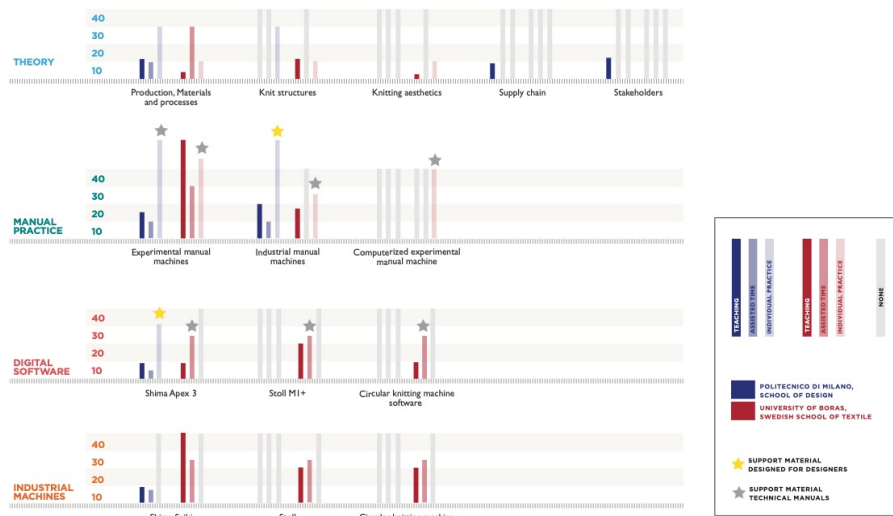 40
30
THEORY
20
10
Production, Materials
and processes
Knit structures
Knitting aesthetics
Supply chain
Stakeholders
40
30
MANUAL
PRACTICE
20
10
Experimental manual
machines
Industrial manual
machines
Computerized experimental
manual machine
40
30
DIGITAL
SOFTWARE
20
10
Shima Apex 3
Stoll M1+
Circular knitting machine
software
40
30
INDUSTRIAL
MACHINES
20
10
TEACHING
ASSISTED TIME
INDIVIDUAL PRACTICE
TEACHING
ASSISTED TIME
INDIVIDUAL PRACTICE
NONE
POLITECNICO DI MILANO,
SCHOOL OF DESIGN
UNIVERSITY OF BORAS,
SWEDISH SCHOOL OF TEXTILE
SUPPORT MATERIAL
DESIGNED FOR DESIGNERS
SUPPORT MATERIAL
TECHNICAL MANUALS